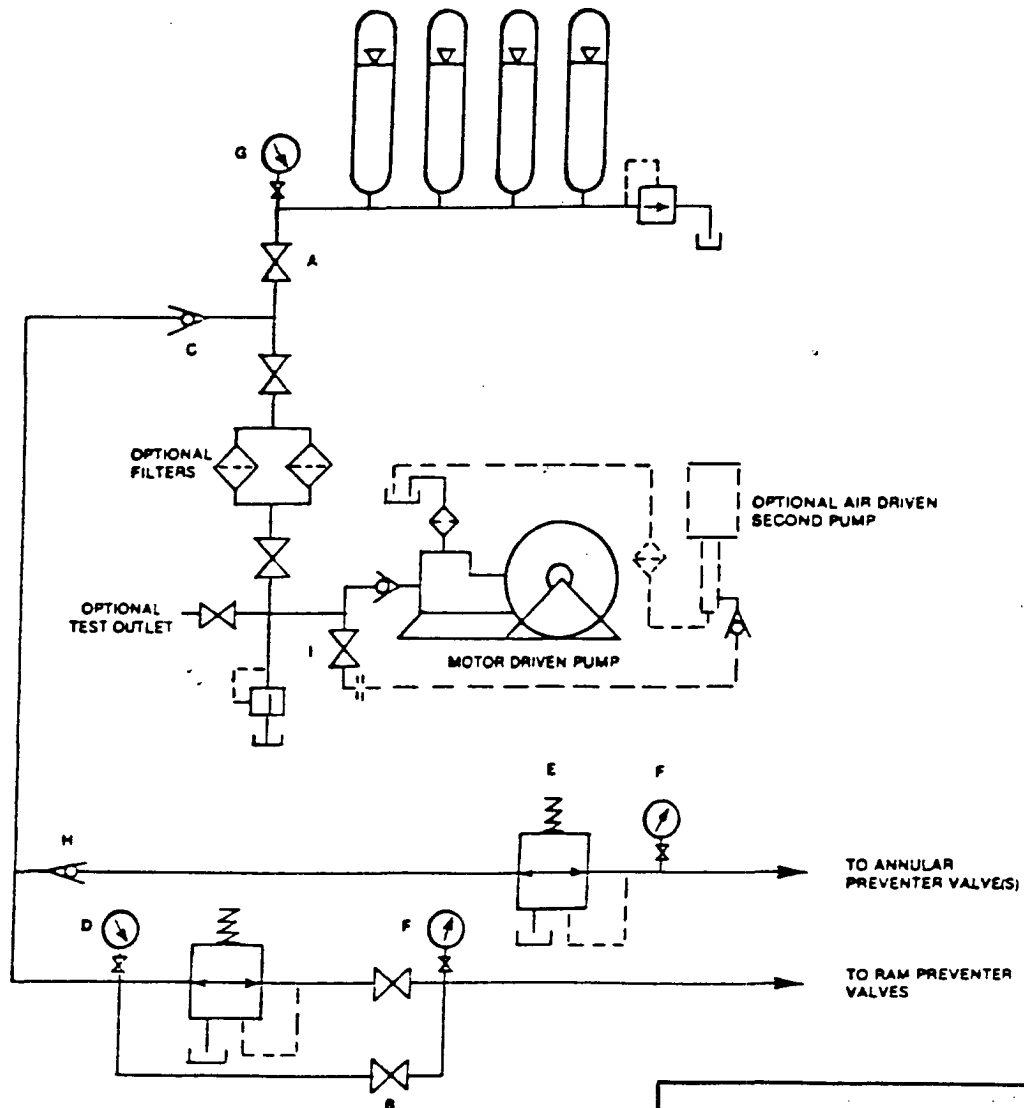 G
A
C
OPTIONAL
FILTERS
OPTIONAL AIR DRIVEN
SECOND PUMP
OPTIONAL
TEST OUTLET
I
MOTOR DRIVEN PUMP
E
F
H
TO ANNULAR
PREVENTER VALVE(S)
D
F
TO RAM PREVENTER
VALVES
B